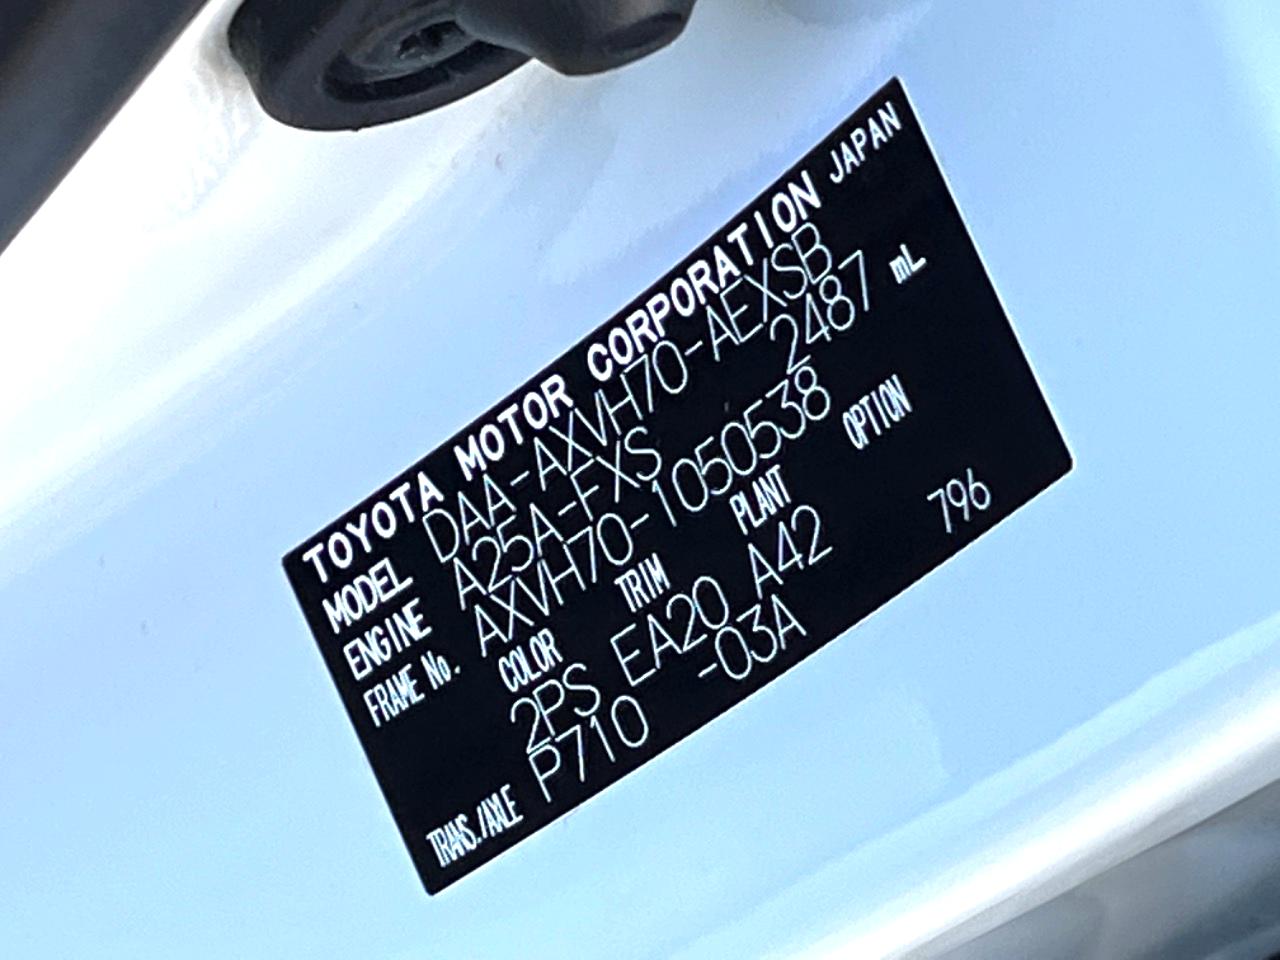 TOYOTA MOTOR CORPORATION JAPAN
MODEL DAA-AXVH70-AEXSB
ENGINE A25A-FXS 2487 mL
FRAME No. AXVH70-1050538
COLOR TRIM PLANT OPTION
2PS EA20 A42 796
TRANS./AXLE P710 -03A